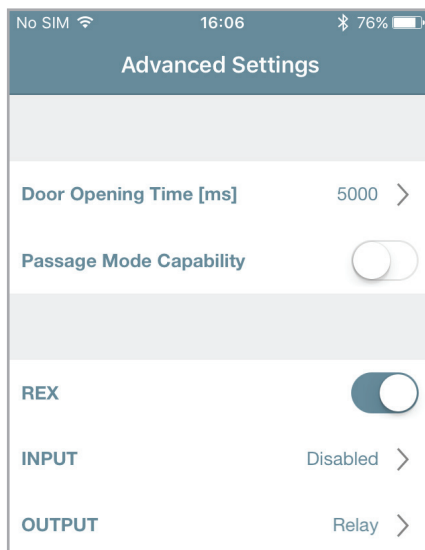 No SIM 16:06 76%
Advanced Settings
Door Opening Time [ms] 5000
Passage Mode Capability
REX
INPUT Disabled
OUTPUT Relay